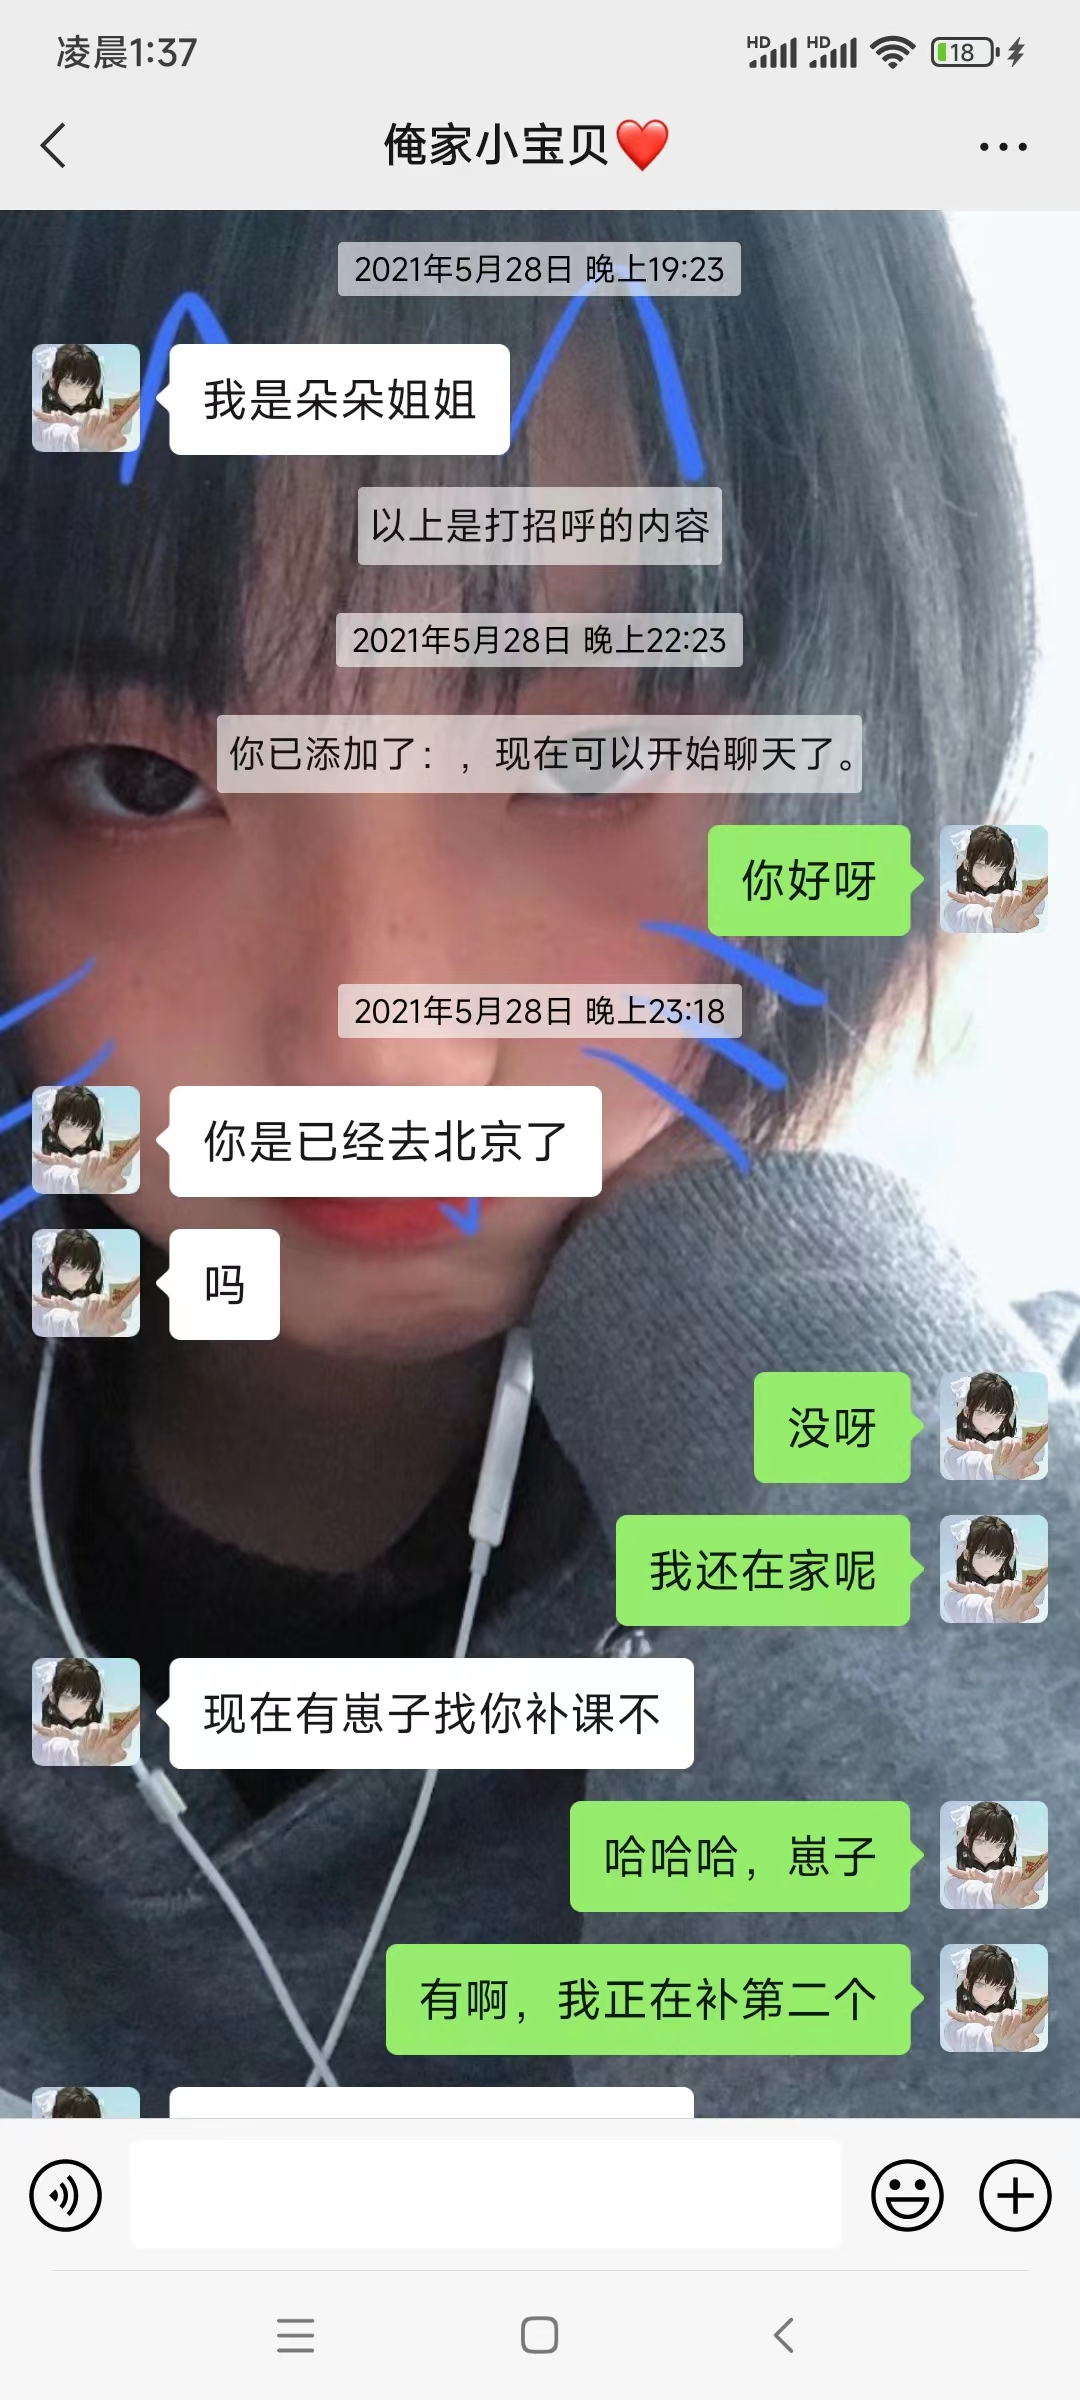 凌晨1:37
HD HD 18
俺家小宝贝❤️
2021年5月28日 晚上19:23
我是朵朵姐姐
以上是打招呼的内容
2021年5月28日 晚上22:23
你已添加了：，现在可以开始聊天了。
你好呀
2021年5月28日 晚上23:18
你是已经去北京了
吗
没呀
我还在家呢
现在有崽子找你补课不
哈哈哈，崽子
有啊，我正在补第二个